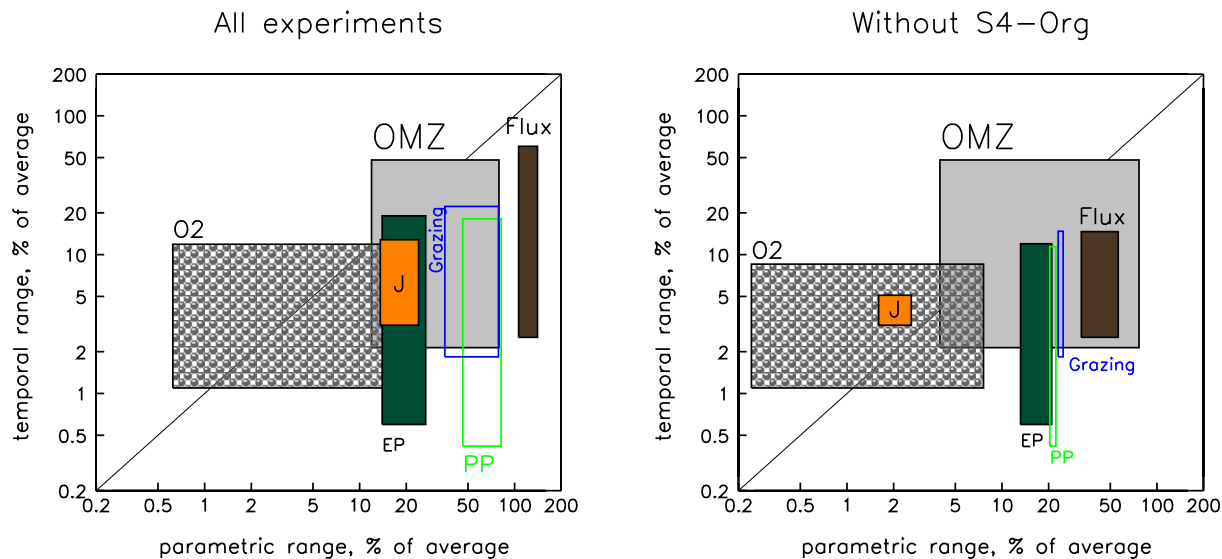 All experiments
temporal range, % of average
200
100
50
20
10
5
2
1
0.5
0.2
OMZ
Flux
O2
Grazing
J
EP
PP
0.2 0.5 1 2 5 10 20 50 100 200
parametric range, % of average
Without S4-Org
temporal range, % of average
200
100
50
20
10
5
2
1
0.5
0.2
OMZ
Flux
O2
J
Grazing
EP
PP
0.2 0.5 1 2 5 10 20 50 100 200
parametric range, % of average